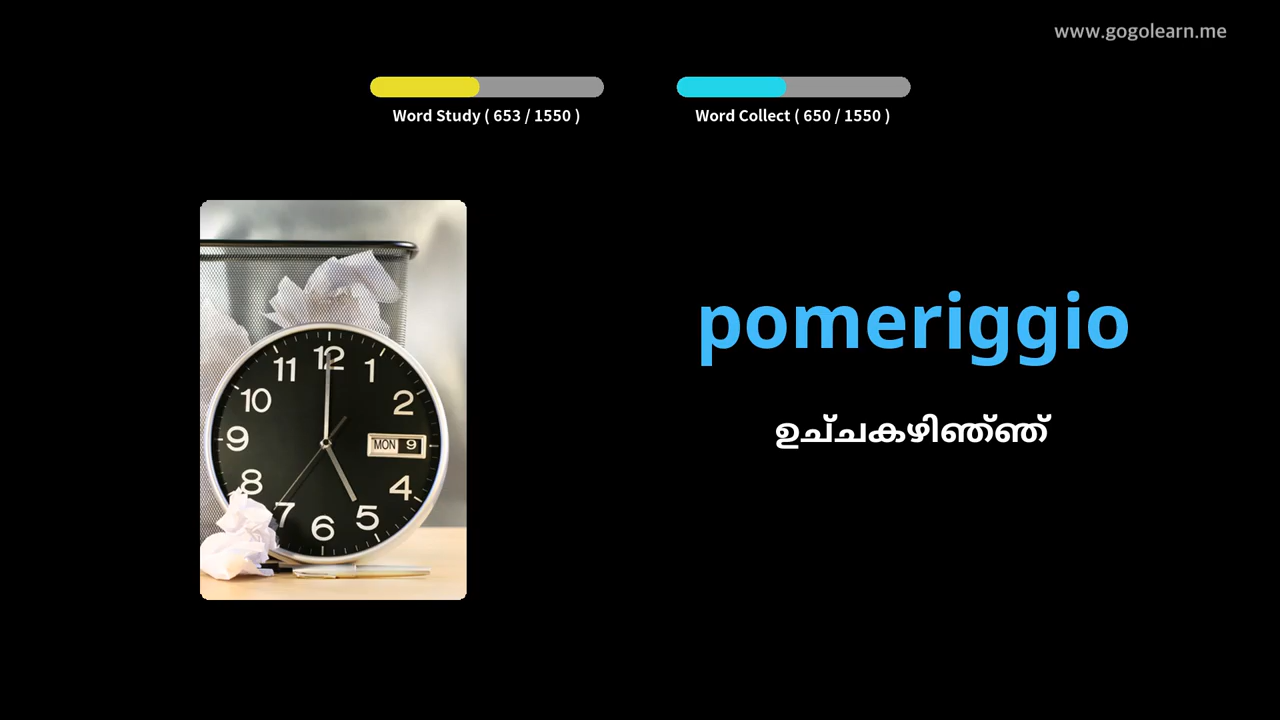 www.gogolearn.me
Word Study ( 653 / 1550 )
Word Collect ( 650 / 1550 )
pomeriggio
ഉച്ചകഴിഞ്ഞ്
12
11
1
10
2
9
MON 9
8
4
7
5
6